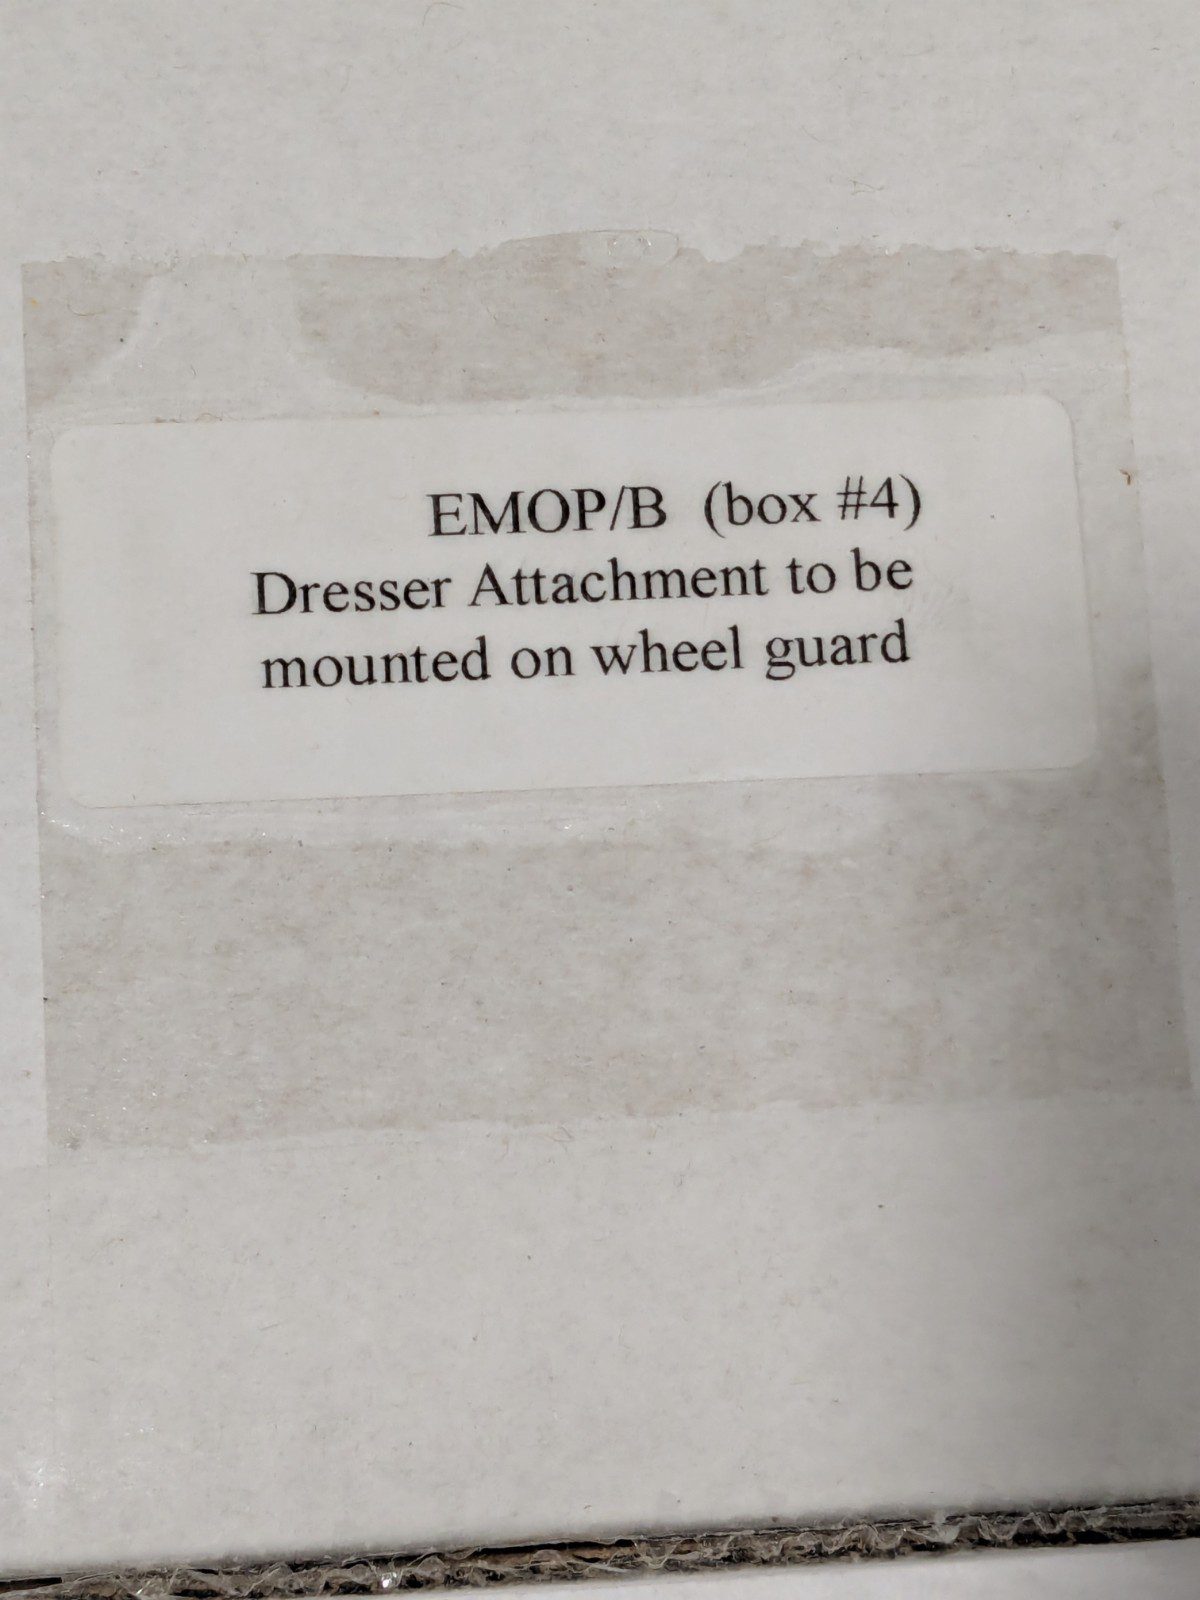 EMOP/B (box #4)
Dresser Attachment to be
mounted on wheel guard